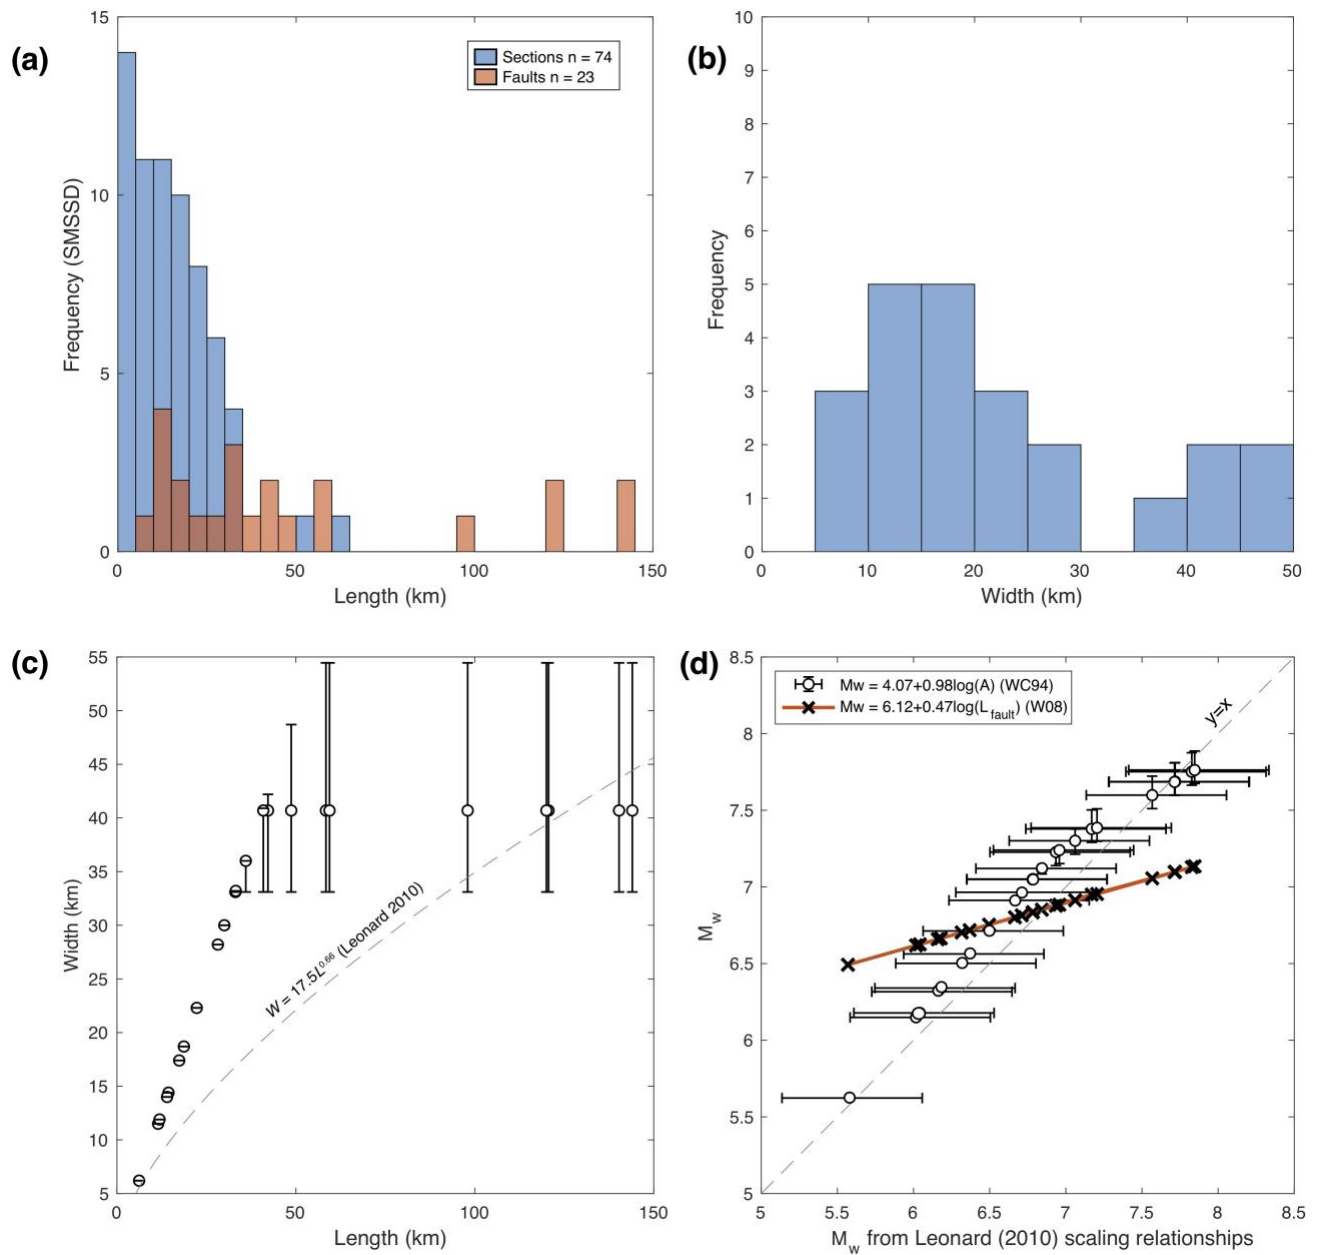 (a)
15
10
5
0
Frequency (SMSSD)
Sections n = 74
Faults n = 23
0 50 100 150
Length (km)
(b)
10
9
8
7
6
5
4
3
2
1
0
Frequency
0 10 20 30 40 50
Width (km)
(c)
55
50
45
40
35
30
25
20
15
10
5
Width (km)
W = 17.5L^0.66 (Leonard 2010)
0 50 100 150
Length (km)
(d)
8.5
8
7.5
7
6.5
6
5.5
5
Mw
Mw = 4.07+0.98log(A) (WC94)
Mw = 6.12+0.47log(L fault) (W08)
y=x
5 5.5 6 6.5 7 7.5 8 8.5
Mw from Leonard (2010) scaling relationships